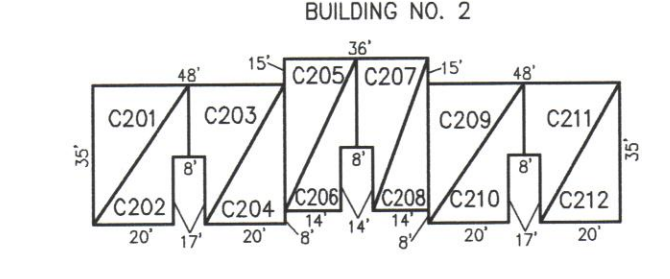 BUILDING NO. 2
36'
15' C205 C207 15'
48' 48'
C201 C203 C209 C211
35' 8' 8' 8' 35'
C202 C204 C206 C208 C210 C212
14' 14' 14'
20' 17' 20' 8' 8' 20' 17' 20'